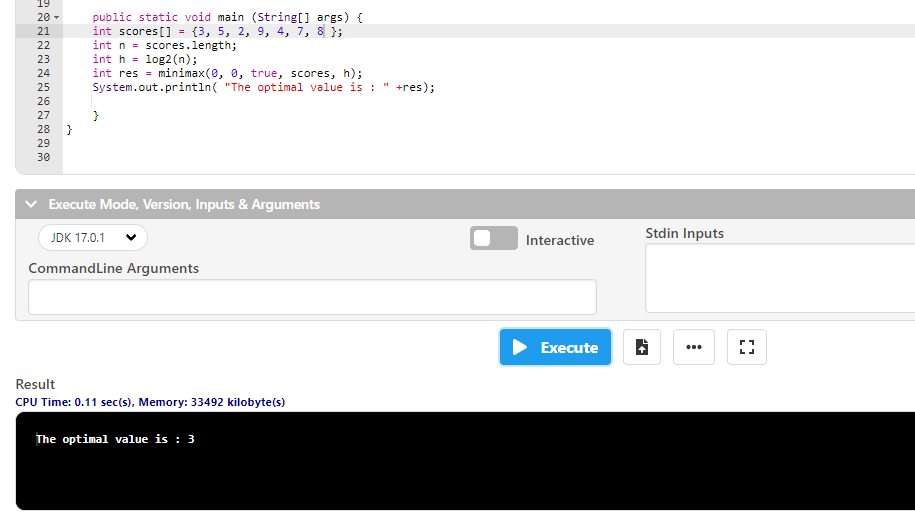 19
20 public static void main (String[] args) {
21 int scores[] = {3, 5, 2, 9, 4, 7, 8 };
22 int n = scores.length;
23 int h = log2(n);
24 int res = minimax(0, 0, true, scores, h);
25 System.out.println( "The optimal value is : " +res);
26
27 }
28 }
29
30
Execute Mode, Version, Inputs & Arguments
JDK 17.0.1
Interactive
Stdin Inputs
CommandLine Arguments
Execute
Result
CPU Time: 0.11 sec(s), Memory: 33492 kilobyte(s)
The optimal value is : 3